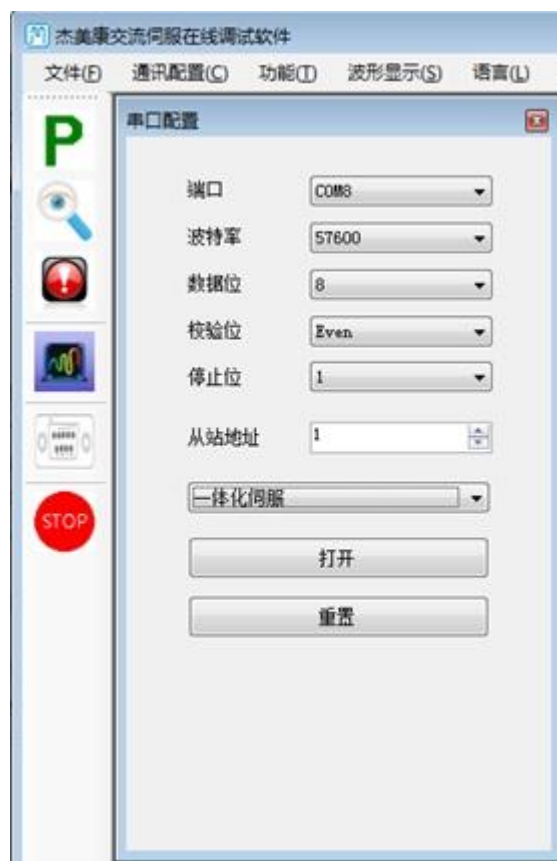 杰美康交流伺服在线调试软件
文件(F) 通讯配置(C) 功能(T) 波形显示(S) 语言(L)
串口配置
P
端口 COM8
波特率 57600
数据位 8
校验位 Even
停止位 1
从站地址 1
一体化伺服
STOP
打开
重置